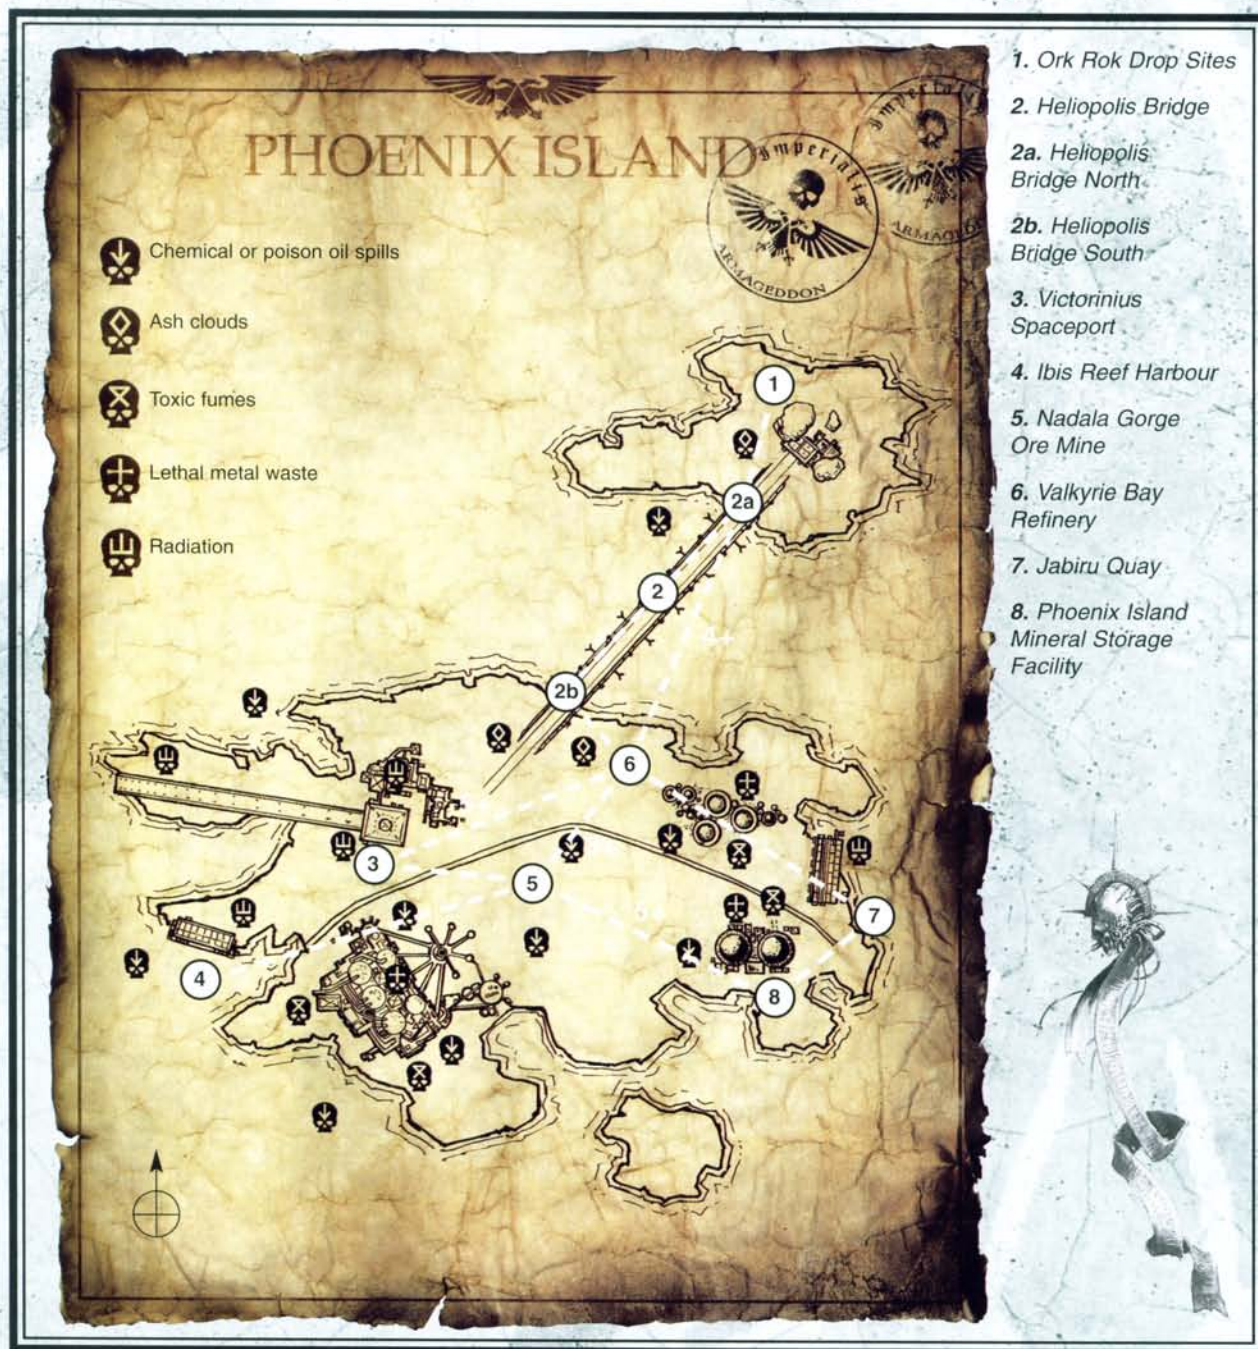 PHOENIX ISLAND
Imperialis
ARMAGEDDON
Imperialis
Chemical or poison oil spills
Ash clouds
Toxic fumes
Lethal metal waste
Radiation
1
2a
2
2b
6
3
5
7
4
8
1. Ork Rok Drop Sites
2. Heliopolis Bridge
2a. Heliopolis
Bridge North
2b. Heliopolis
Bridge South
3. Victorinius
Spaceport
4. Ibis Reef Harbour
5. Nadala Gorge
Ore Mine
6. Valkyrie Bay
Refinery
7. Jabiru Quay
8. Phoenix Island
Mineral Storage
Facility